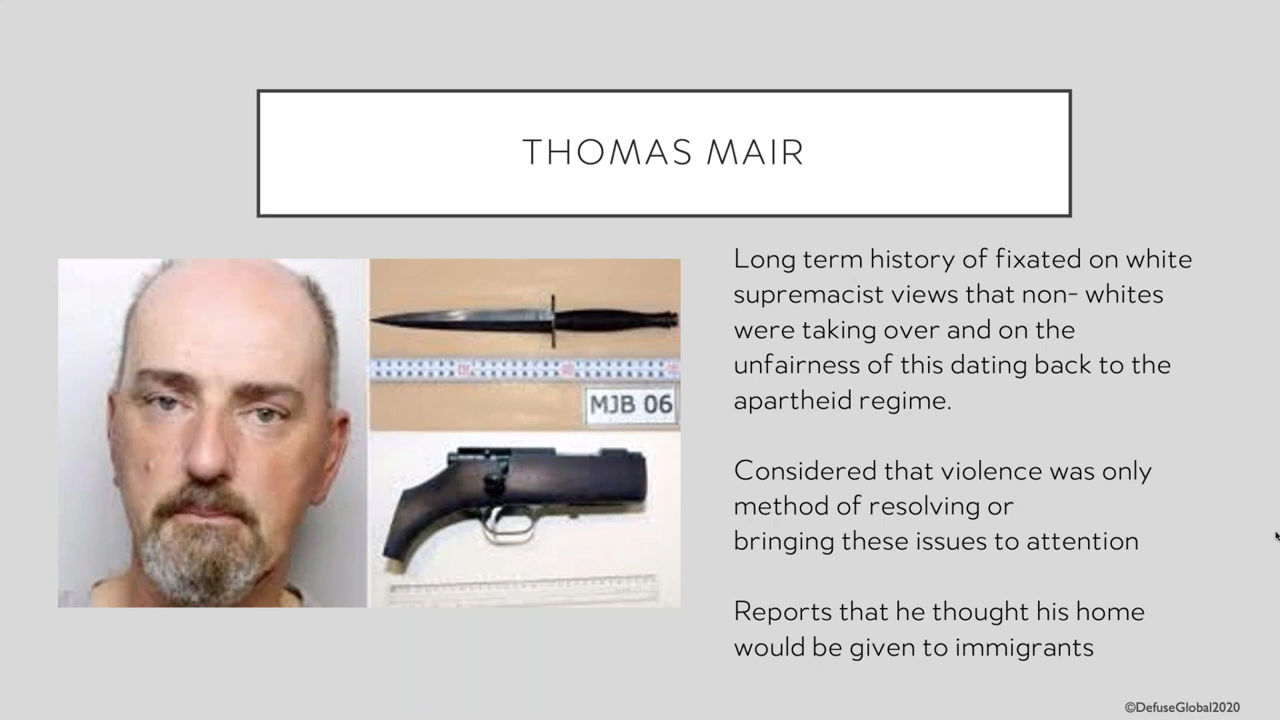 THOMAS MAIR
MJB 06
Long term history of fixated on white
supremacist views that non- whites
were taking over and on the
unfairness of this dating back to the
apartheid regime.
Considered that violence was only
method of resolving or
bringing these issues to attention
Reports that he thought his home
would be given to immigrants
©DefuseGlobal2020